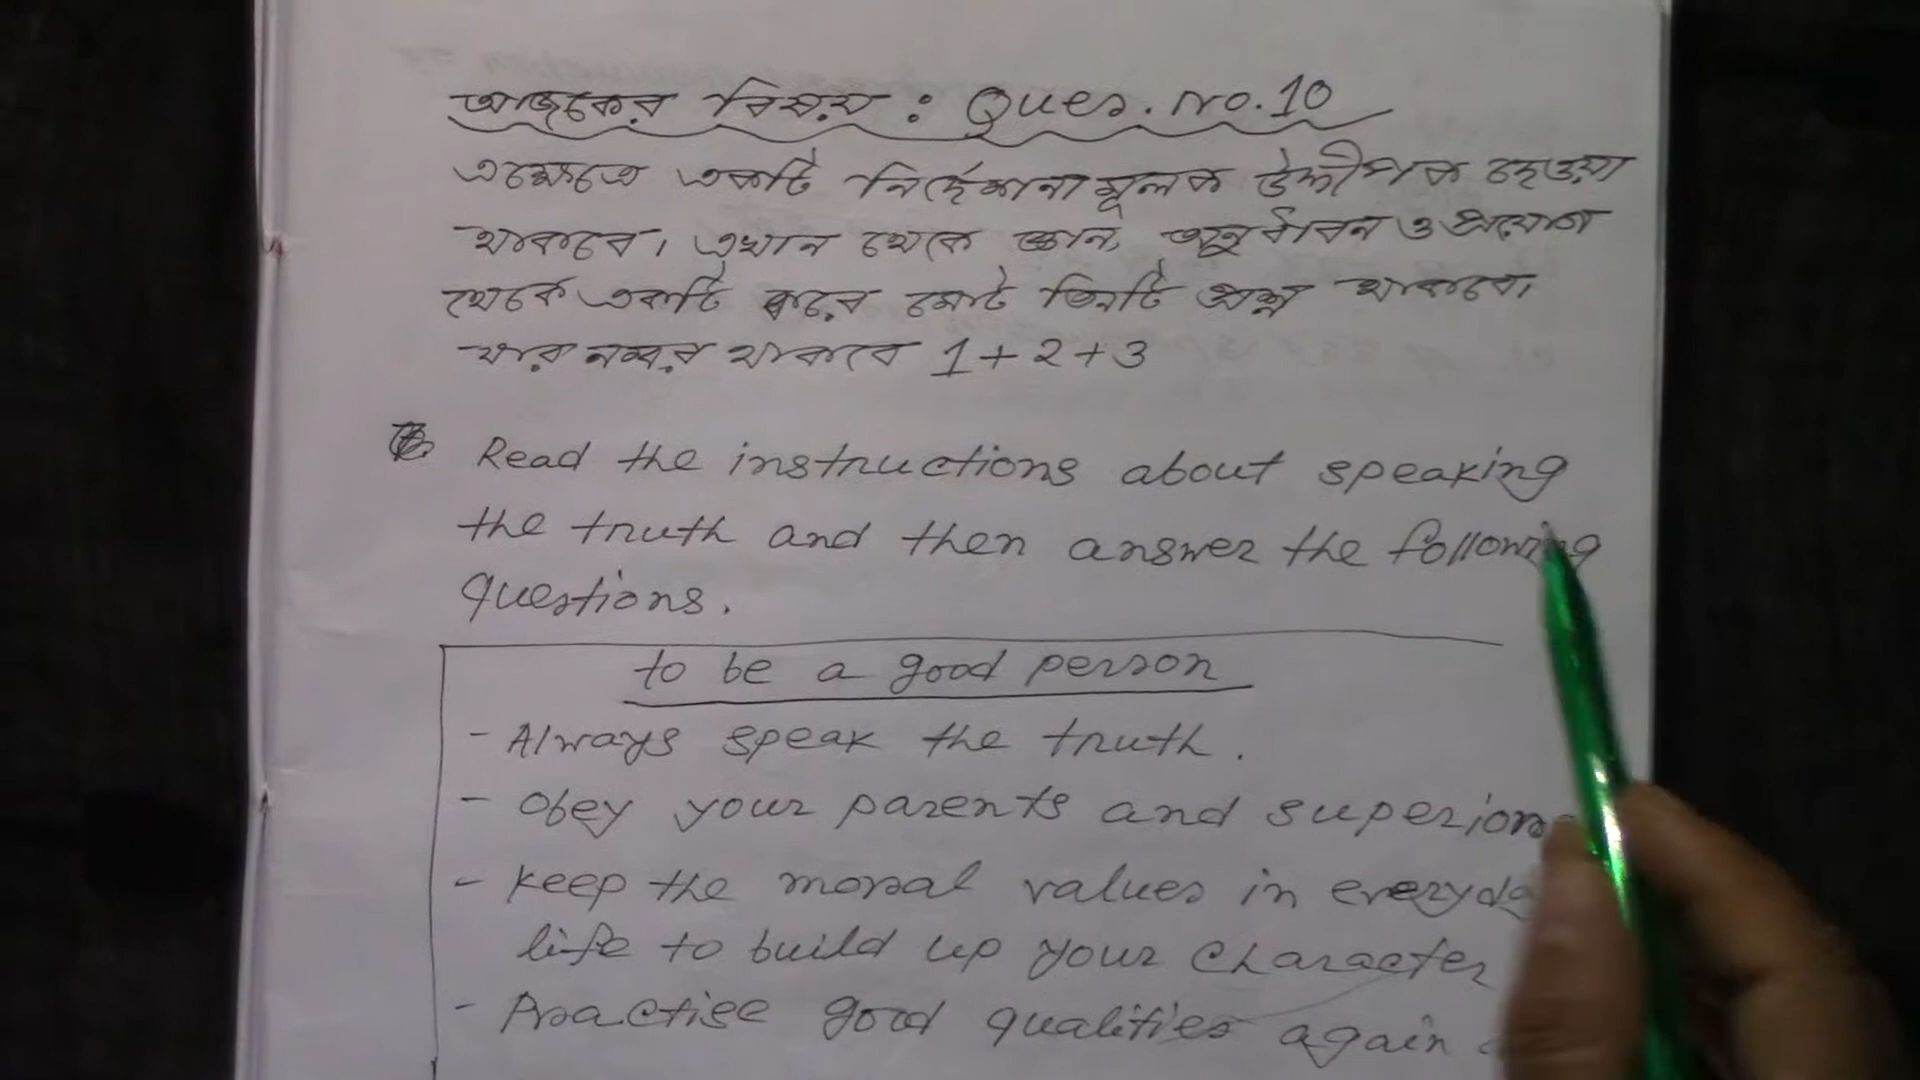 আজকের বিষয় : Ques. No. 10
এক্ষেত্রে একটি নির্দেশনামূলক উদ্দীপক দেওয়া
থাকবে। এখান থেকে জ্ঞান, অনুধাবন ও প্রয়োগ
থেকে একটি করে মোট তিনটি প্রশ্ন থাকবে।
যার নম্বর থাকবে 1 + 2 + 3
Read the instructions about speaking
the truth and then answer the following
questions.
to be a good person
- Always speak the truth.
- Obey your parents and superiors
- Keep the moral values in everyda
life to build up your character
- Practise good qualities again